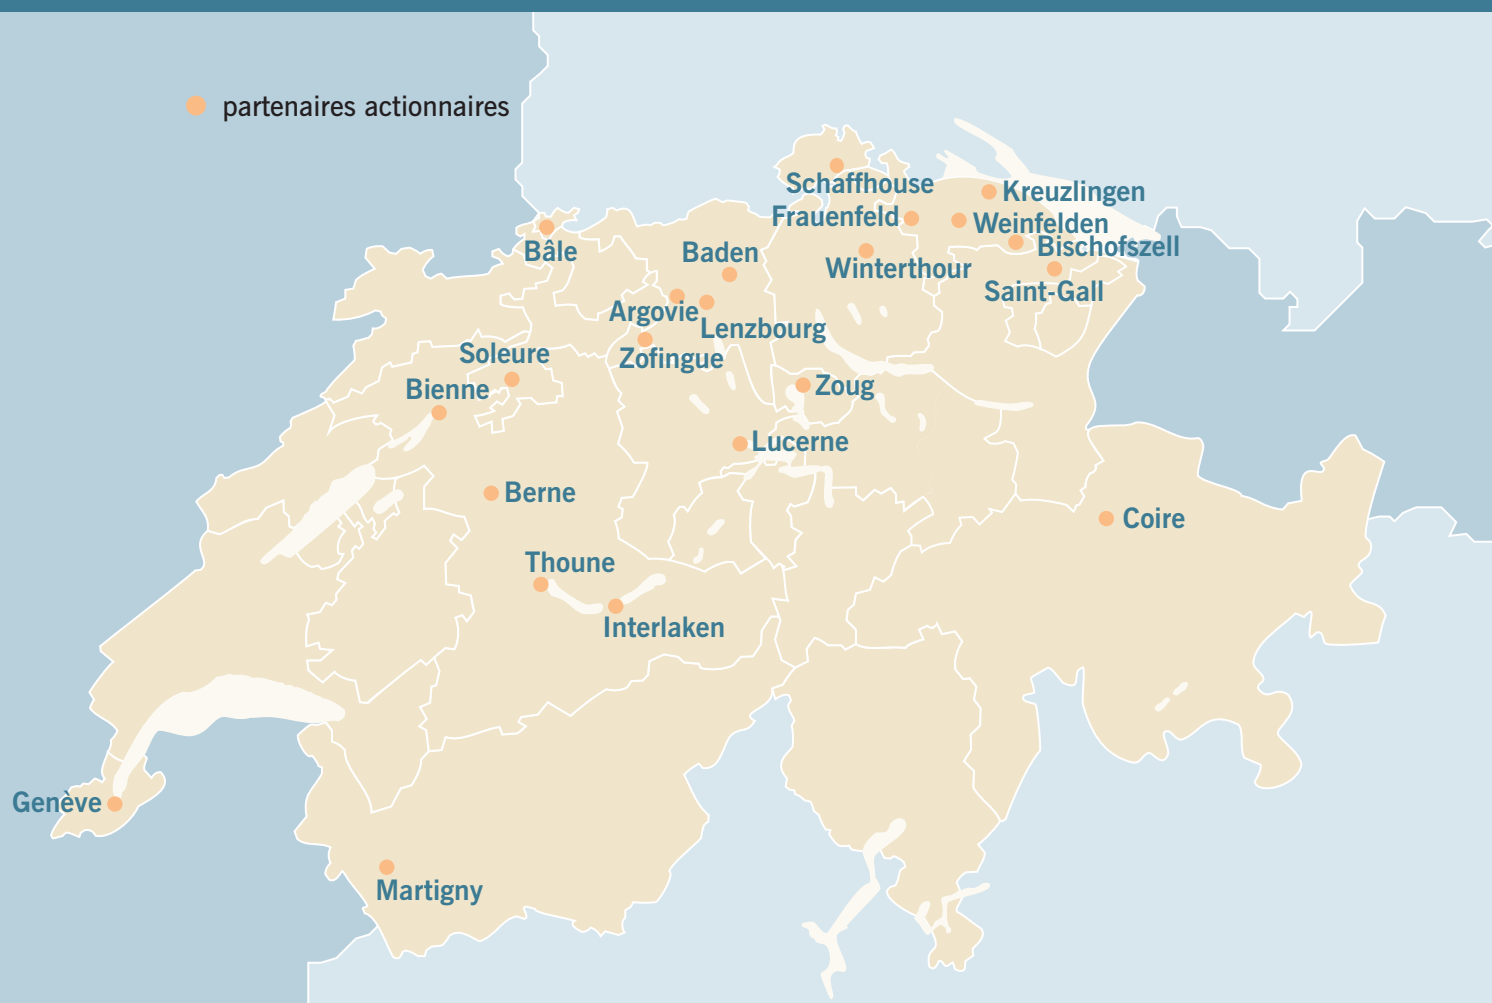 partenaires actionnaires
Schaffhouse
Kreuzlingen
Frauenfeld
Weinfelden
Bâle
Baden
Bischofszell
Winterthour
Saint-Gall
Argovie
Lenzbourg
Soleure
Zofingue
Bienne
Zoug
Lucerne
Berne
Coire
Thoune
Interlaken
Genève
Martigny